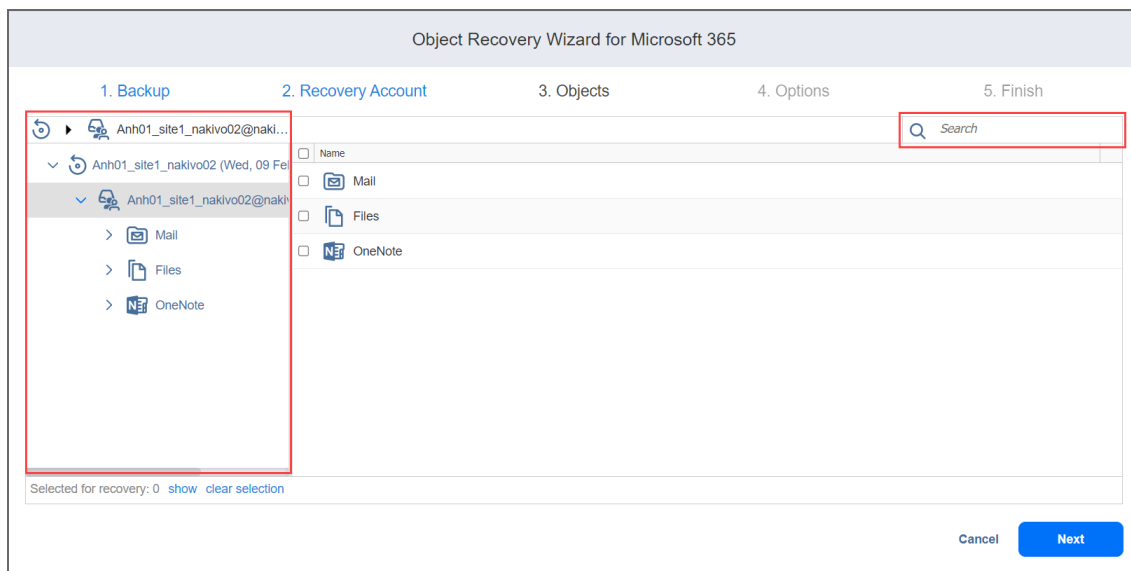 Object Recovery Wizard for Microsoft 365
1. Backup 2. Recovery Account 3. Objects 4. Options 5. Finish
Anh01_site1_nakivo02@naki...
Search
Anh01_site1_nakivo02 (Wed, 09 Fe
Name
Anh01_site1_nakivo02@naki
Mail
Files
OneNote
Mail
Files
OneNote
Selected for recovery: 0 show clear selection
Cancel Next